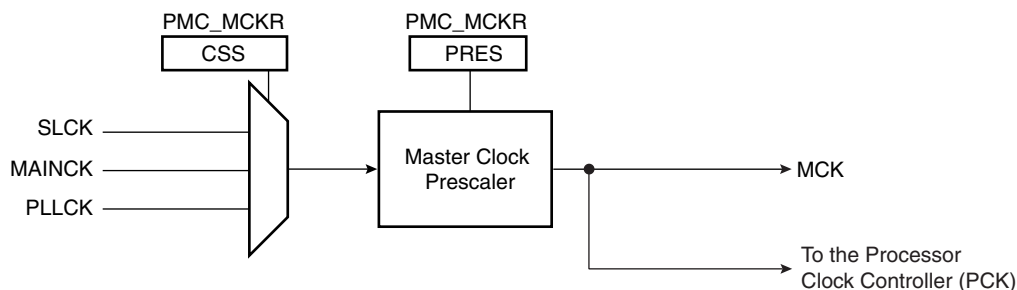 PMC_MCKR
PMC_MCKR
CSS
PRES
SLCK
MAINCK
PLLCK
Master Clock
Prescaler
MCK
To the Processor
Clock Controller (PCK)